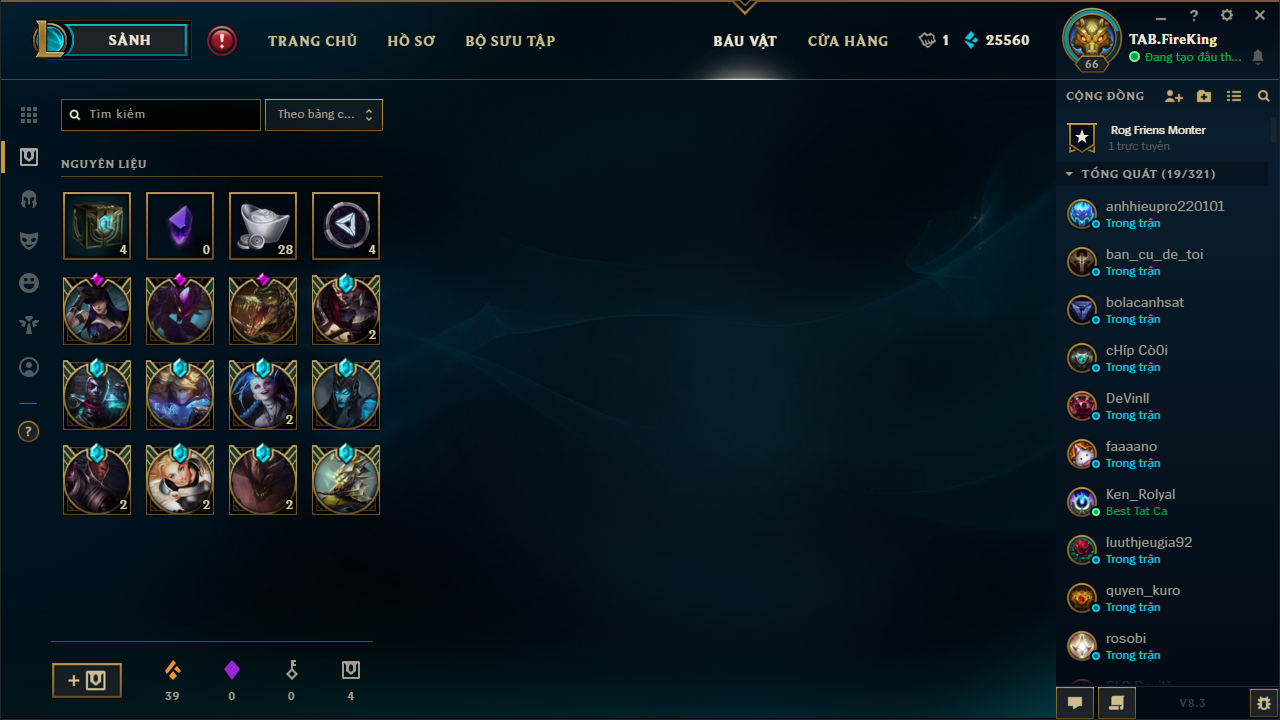 SẢNH
TRANG CHỦ
HỒ SƠ
BỘ SƯU TẬP
BÁU VẬT
CỬA HÀNG
1
25560
66
TAB.FireKing
Đang tạo đấu th...
Tìm kiếm
Theo bảng c...
NGUYÊN LIỆU
4
0
28
4
2
2
2
2
2
39
0
0
4
CỘNG ĐỒNG
Rog Friens Monter
1 trực tuyến
TỔNG QUÁT (19/321)
anhhieupro220101
Trong trận
ban_cu_de_toi
Trong trận
bolacanhsat
Trong trận
cHíp Cò0i
Trong trận
DeVinII
Trong trận
faaaano
Trong trận
Ken_Rolyal
Best Tat Ca
luuthjeugia92
Trong trận
quyen_kuro
Trong trận
rosobi
Trong trận
V8.3